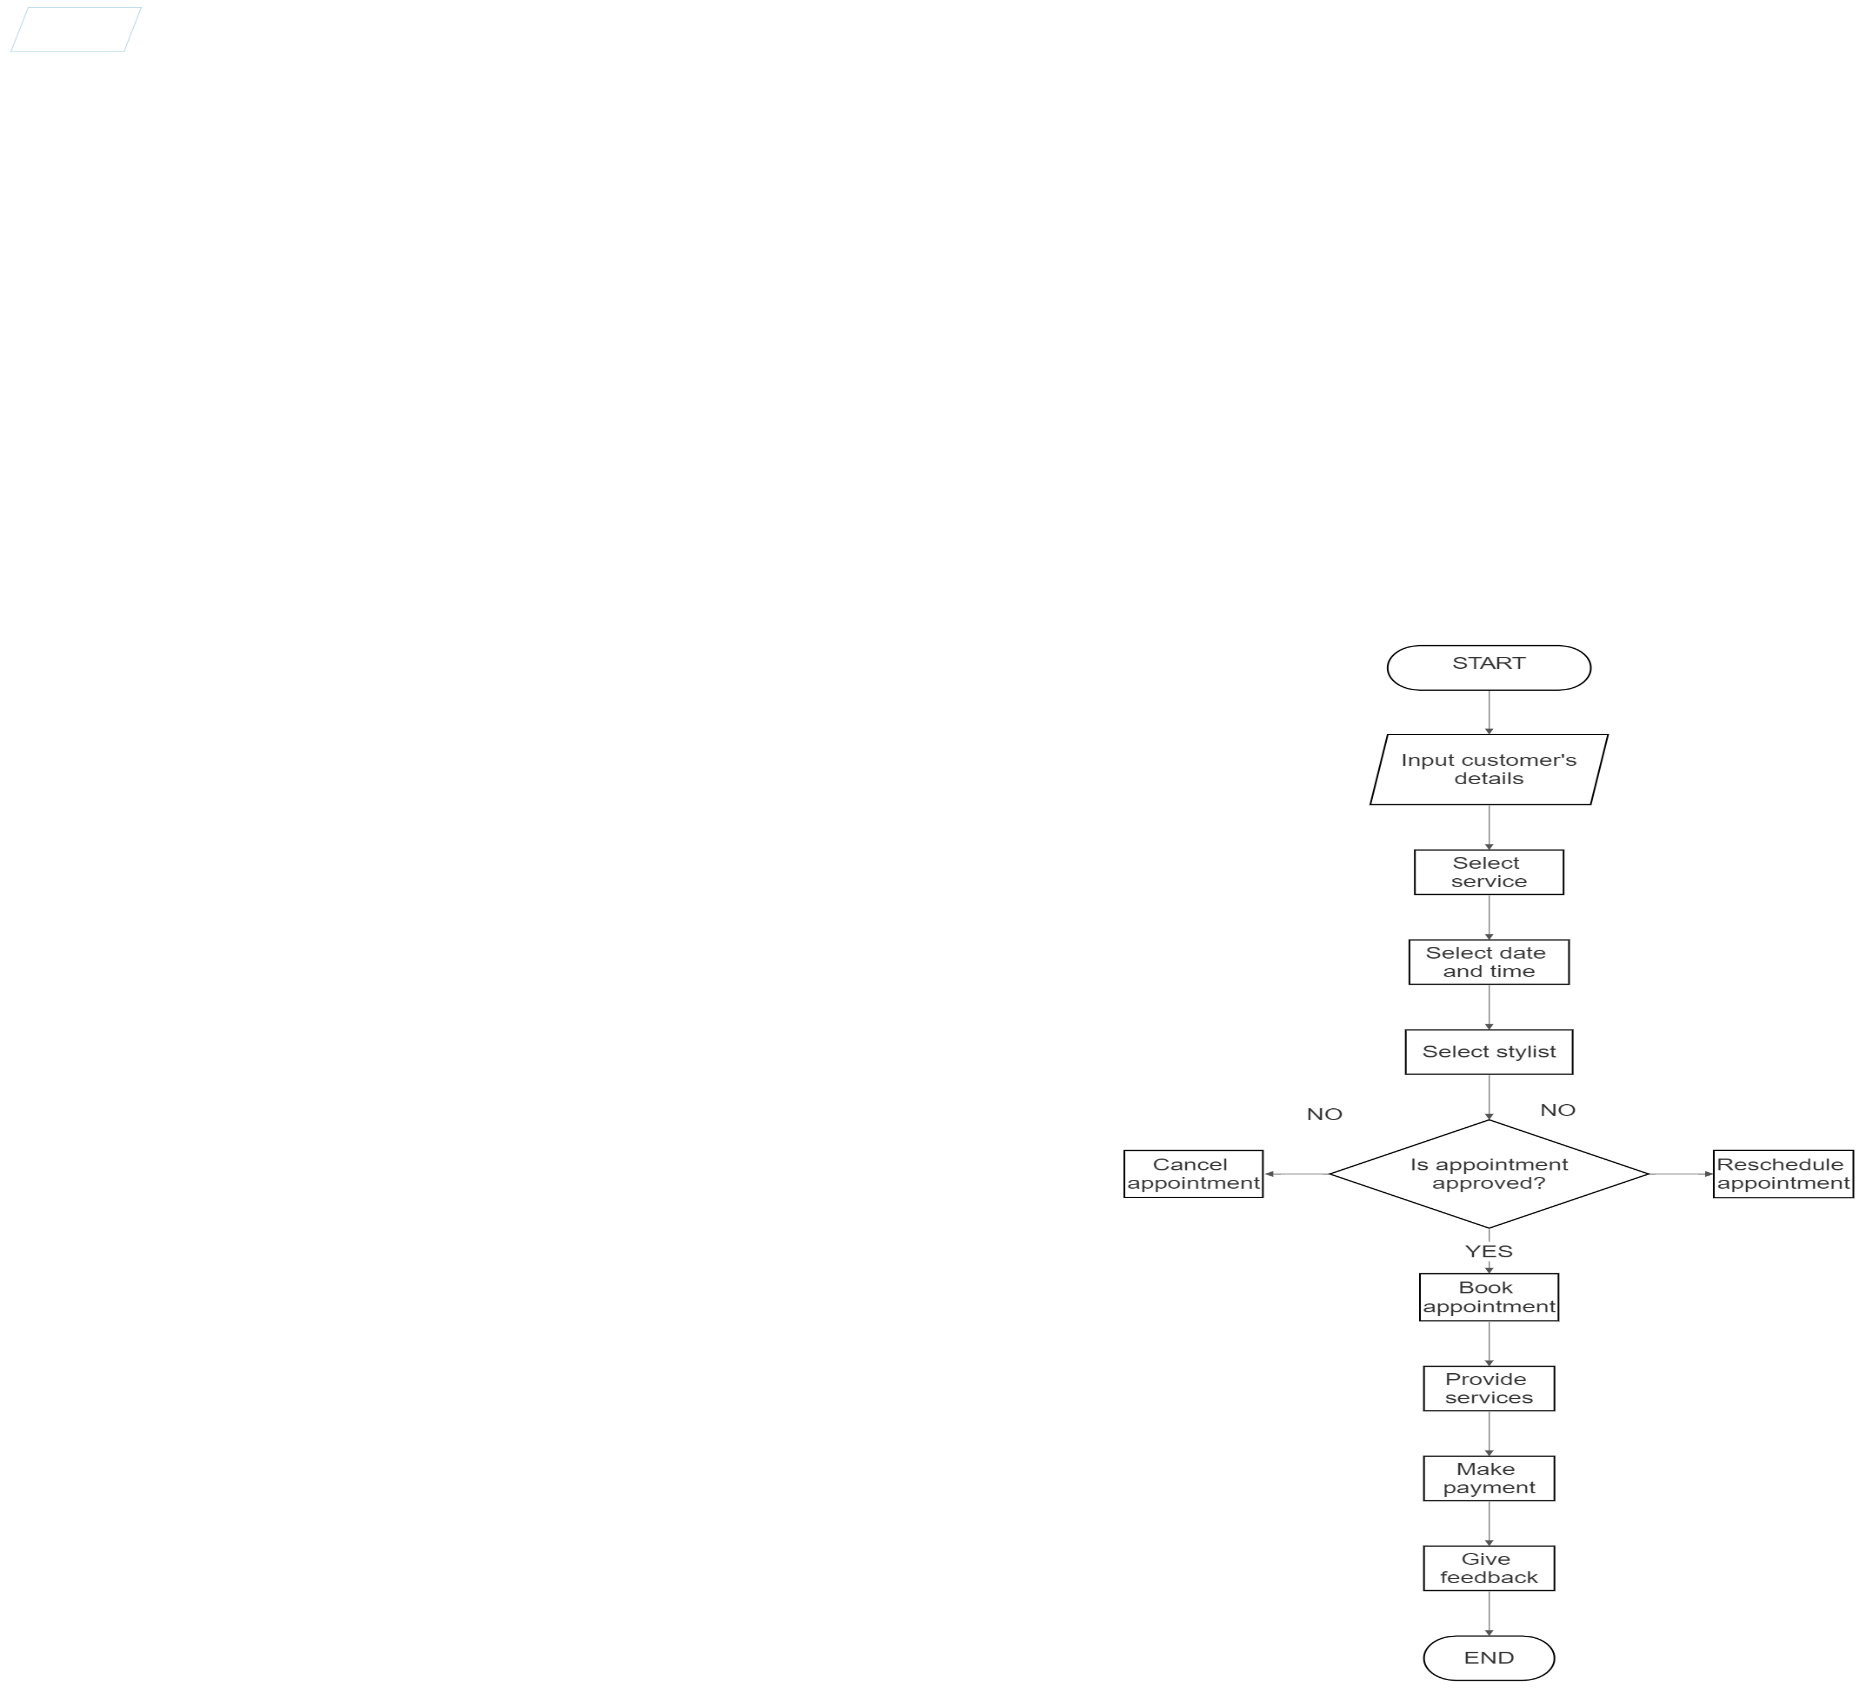 START
Input customer's
details
Select
service
Select date
and time
Select stylist
NO
NO
Cancel
appointment
Is appointment
approved?
Reschedule
appointment
YES
Book
appointment
Provide
services
Make
payment
Give
feedback
END